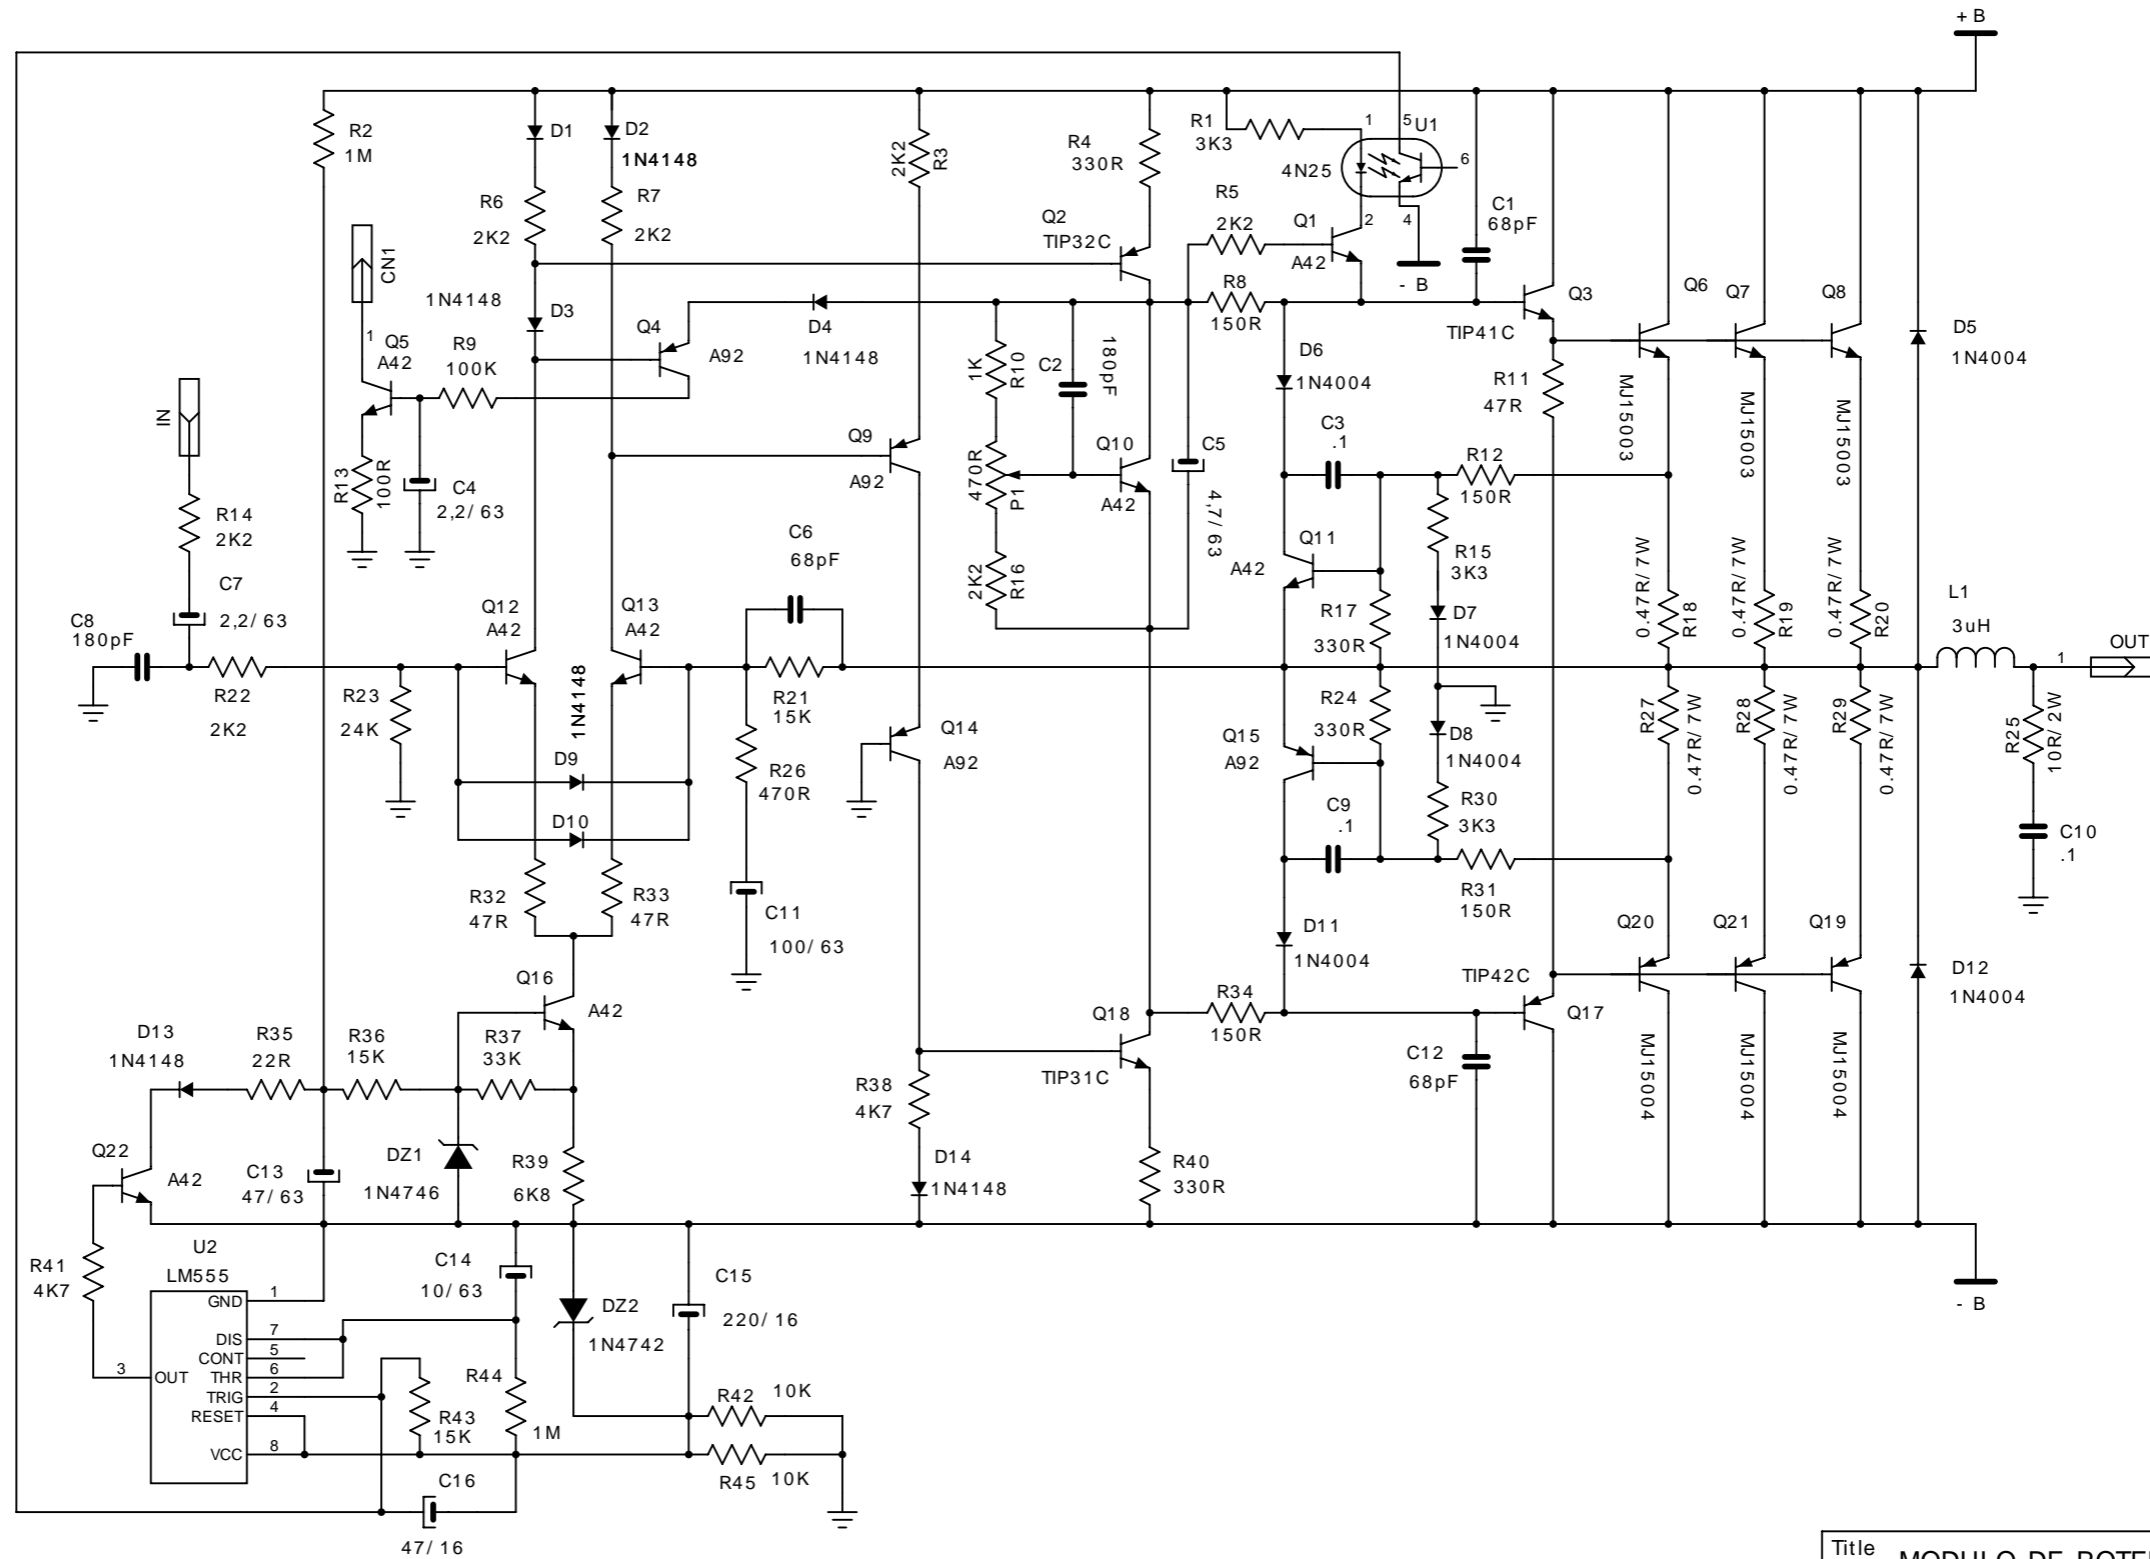 + B
R2
1M
D1
D2
1N4148
2K2
R3
R4
330R
R1
3K3
1
5
U1
4N25
6
2
4
R6
2K2
R7
2K2
Q2
TIP32C
R5
2K2
Q1
A42
- B
C1
68pF
CN1
1
1N4148
D3
Q4
A92
D4
1N4148
R8
150R
Q3
TIP41C
Q6
Q7
Q8
D5
1N4004
Q5
A42
R9
100K
1K
R10
C2
180pF
D6
1N4004
R11
47R
MJ15003
MJ15003
MJ15003
IN
R13
100R
C4
2,2/63
Q9
A92
470R
P1
Q10
A42
C5
4,7/63
C3
.1
R12
150R
R14
2K2
C7
2,2/63
C8
180pF
C6
68pF
2K2
R16
Q11
A42
R15
3K3
R17
330R
D7
1N4004
0.47R/7W
R18
0.47R/7W
R19
0.47R/7W
R20
L1
3uH
OUT
1
Q12
A42
Q13
A42
R22
2K2
R23
24K
1N4148
R21
15K
R24
330R
R27
0.47R/7W
R28
0.47R/7W
R29
0.47R/7W
R25
10R/2W
D9
D10
R26
470R
Q14
A92
Q15
A92
D8
1N4004
R30
3K3
C9
.1
C10
.1
R32
47R
R33
47R
C11
100/63
R31
150R
D11
1N4004
Q20
Q21
Q19
TIP42C
Q17
D12
1N4004
Q16
A42
Q18
TIP31C
R34
150R
C12
68pF
MJ15004
MJ15004
MJ15004
D13
1N4148
R35
22R
R36
15K
R37
33K
R38
4K7
Q22
A42
C13
47/63
DZ1
1N4746
R39
6K8
D14
1N4148
R40
330R
R41
4K7
U2
LM555
C14
10/63
DZ2
1N4742
C15
220/16
- B
GND
1
DIS
7
CONT
5
THR
6
TRIG
2
RESET
4
VCC
8
OUT
3
R43
15K
R44
1M
R42
10K
R45
10K
C16
47/16
Title